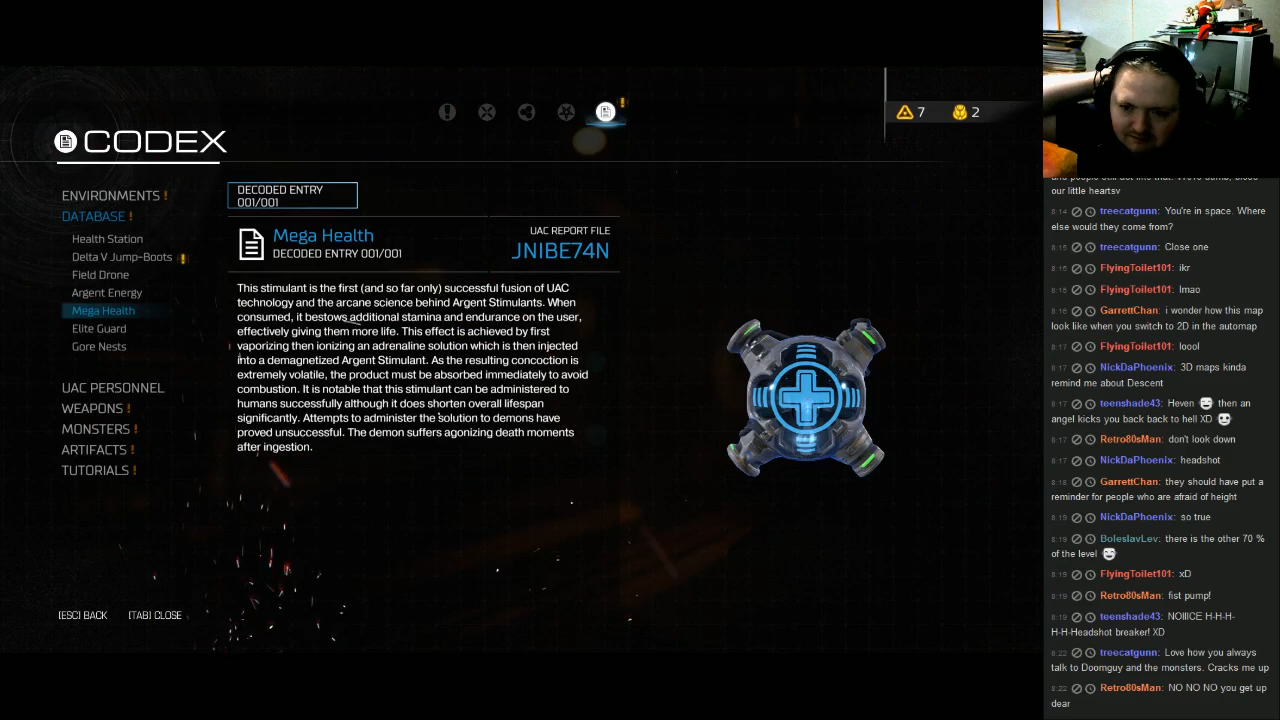 CODEX
! 7 2
ENVIRONMENTS !
DATABASE !
Health Station
Delta V Jump-Boots !
Field Drone
Argent Energy
Mega Health
Elite Guard
Gore Nests
UAC PERSONNEL
WEAPONS !
MONSTERS !
ARTIFACTS !
TUTORIALS !
DECODED ENTRY
001/001
Mega Health
DECODED ENTRY 001/001
UAC REPORT FILE
JNIBE74N
This stimulant is the first (and so far only) successful fusion of UAC
technology and the arcane science behind Argent Stimulants. When
consumed, it bestows additional stamina and endurance on the user,
effectively giving them more life. This effect is achieved by first
vaporizing then ionizing an adrenaline solution which is then injected
into a demagnetized Argent Stimulant. As the resulting concoction is
extremely volatile, the product must be absorbed immediately to avoid
combustion. It is notable that this stimulant can be administered to
humans successfully although it does shorten overall lifespan
significantly. Attempts to administer the solution to demons have
proved unsuccessful. The demon suffers agonizing death moments
after ingestion.
[ESC] BACK [TAB] CLOSE
our little heartsv
8:14 treecatgunn: You're in space. Where
else would they come from?
8:15 treecatgunn: Close one
8:16 FlyingToilet101: ikr
8:16 FlyingToilet101: lmao
8:16 GarrettChan: i wonder how this map
look like when you switch to 2D in the automap
8:17 FlyingToilet101: loool
8:17 NickDaPhoenix: 3D maps kinda
remind me about Descent
8:17 teenshade43: Heven then an
angel kicks you back back to hell XD
8:17 Retro80sMan: don't look down
8:17 NickDaPhoenix: headshot
8:18 GarrettChan: they should have put a
reminder for people who are afraid of height
8:19 NickDaPhoenix: so true
8:19 BoleslavLev: there is the other 70 %
of the level
8:19 FlyingToilet101: xD
8:19 Retro80sMan: fist pump!
8:19 teenshade43: NOIIICE H-H-H-
H-H-Headshot breaker! XD
8:22 treecatgunn: Love how you always
talk to Doomguy and the monsters. Cracks me up
8:22 Retro80sMan: NO NO NO you get up
dear